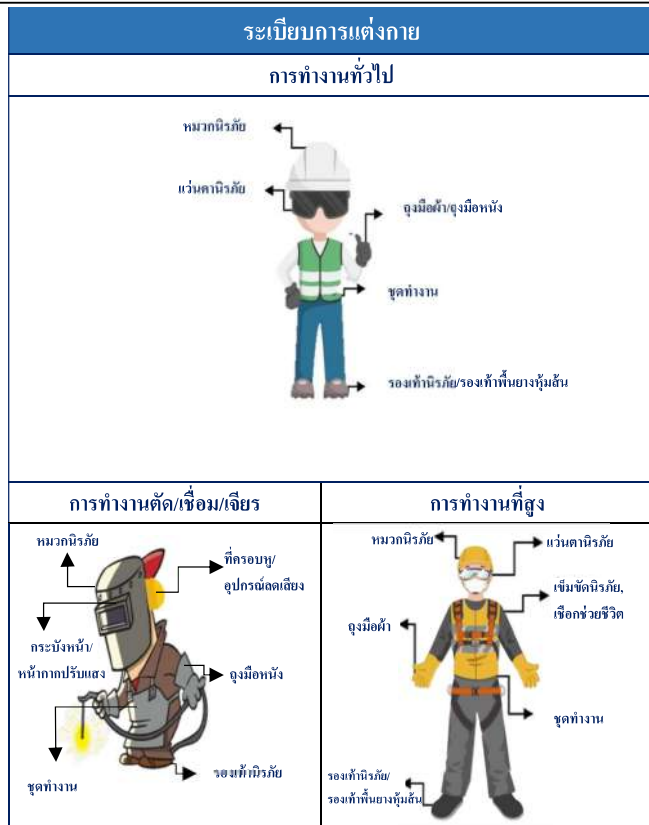 ระเบียบการแต่งกาย
การทำงานทั่วไป
หมวกนิรภัย
แว่นตานิรภัย
ถุงมือผ้า/ถุงมือหนัง
ชุดทำงาน
รองเท้านิรภัย/รองเท้าพื้นยางหุ้มส้น
การทำงานตัด/เชื่อม/เจียร
หมวกนิรภัย
ที่ครอบหู/
อุปกรณ์ลดเสียง
กระบังหน้า/
หน้ากากปรับแสง
ถุงมือหนัง
ชุดทำงาน
รองเท้านิรภัย
การทำงานที่สูง
หมวกนิรภัย
แว่นตานิรภัย
เข็มขัดนิรภัย,
เชือกช่วยชีวิต
ถุงมือผ้า
ชุดทำงาน
รองเท้านิรภัย/
รองเท้าพื้นยางหุ้มส้น